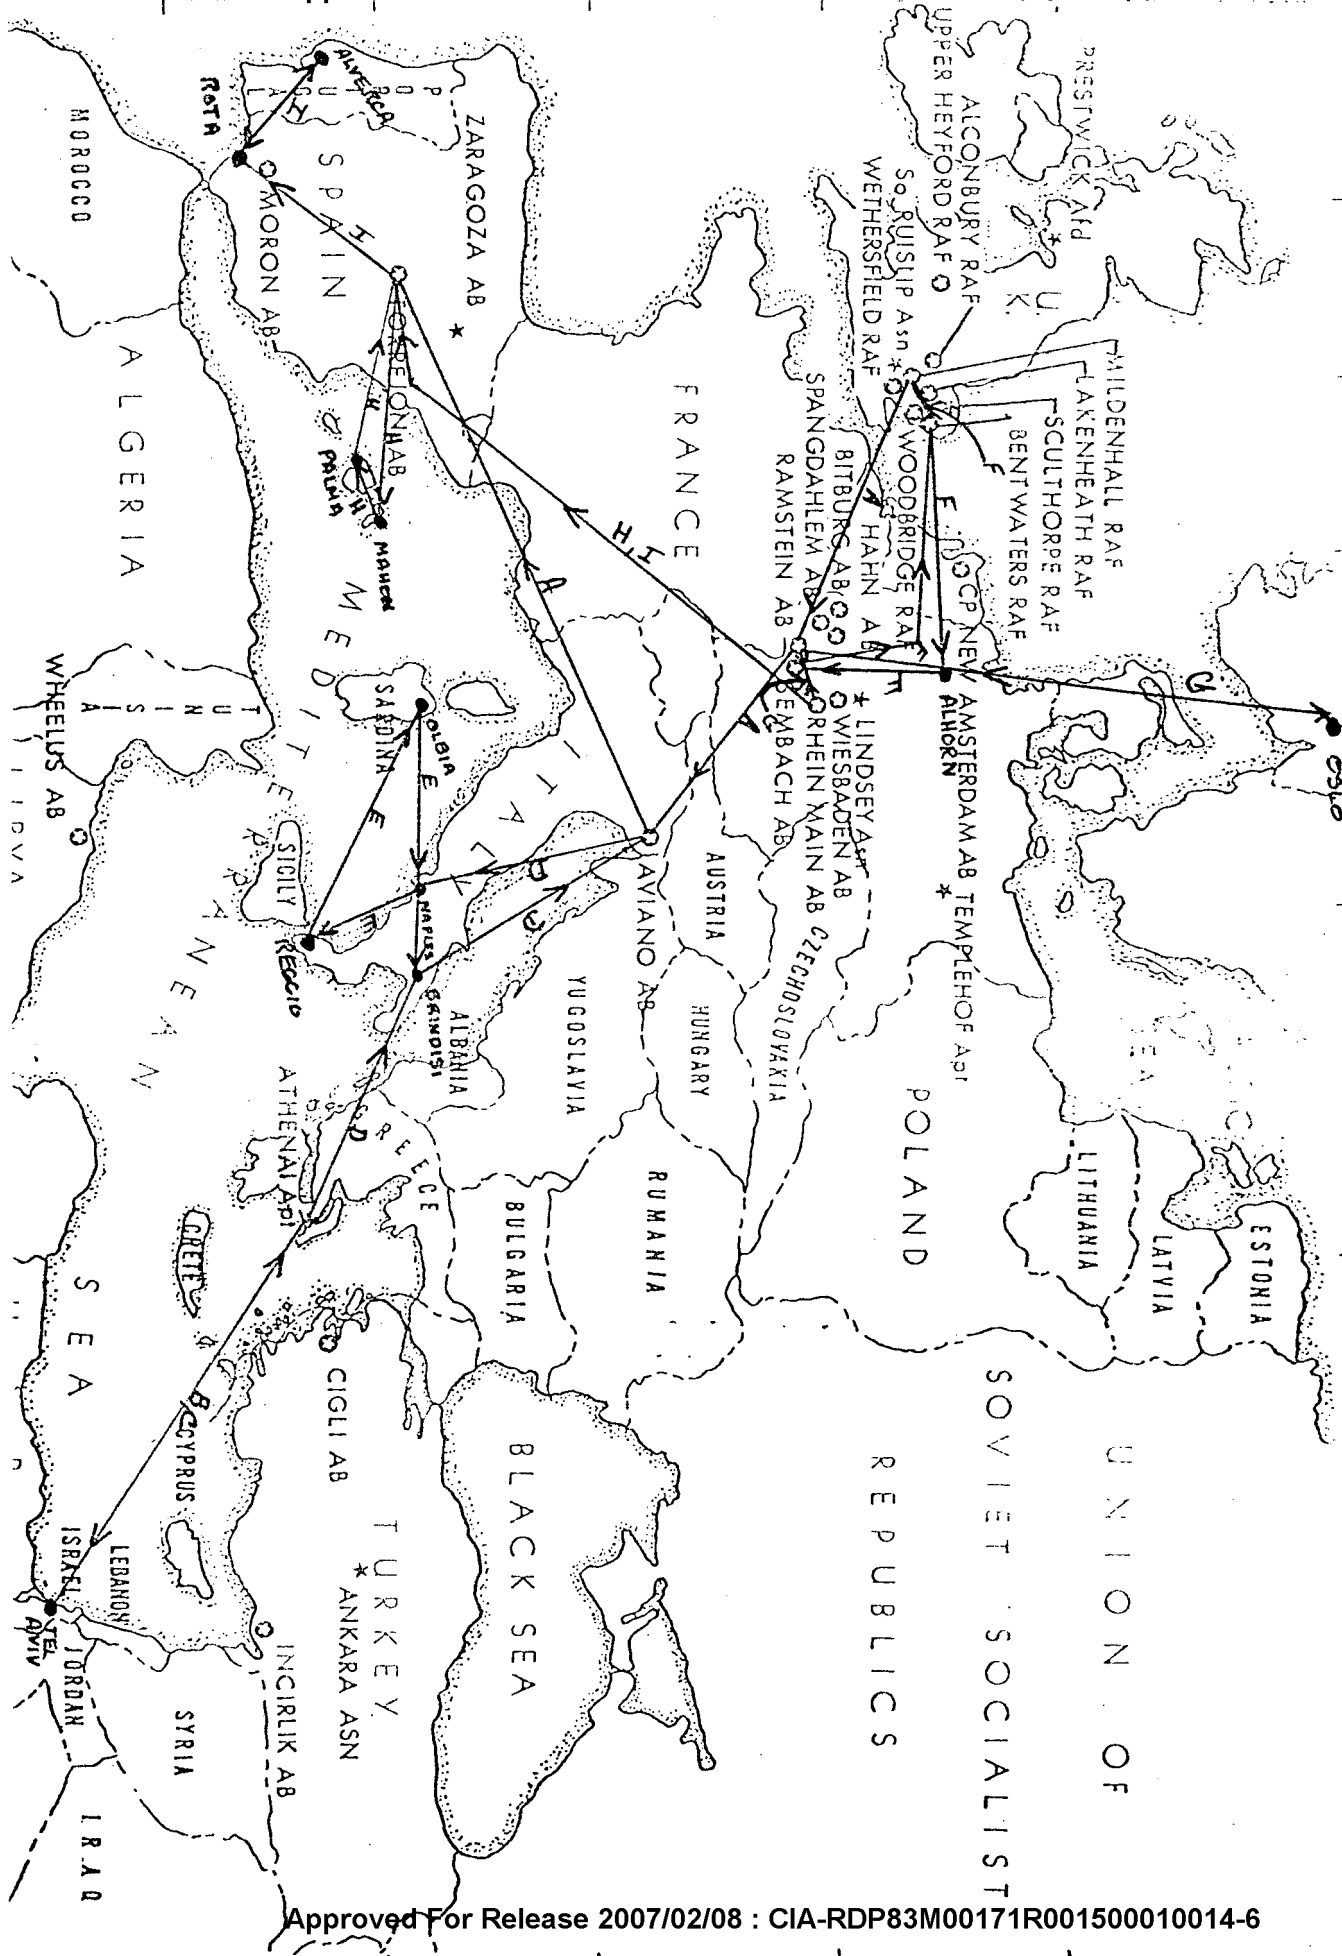 PRESTWICK Afd
U. K.
UPPER HEYFORD RAF
ALCONBURY RAF
So. RUISLIP Asn
WETHERSFIELD RAF
MILDENHALL RAF
LAKENHEATH RAF
SCULTHORPE RAF
BENTWATERS RAF
WOODBRIDGE RAF
CP NEW AMSTERDAM AB
TEMPLEHOF Apt
HAHN AB
BITBURG AB
SPANGDAHLEM AB
RAMSTEIN AB
LINDSEY Asn
WIESBADEN AB
RHEIN MAIN AB
SEMBACH AB
OSLO
ALHORN
F
F
E
G
A
G
A
H, I
A
I
I
H
H
H
E
E
E
D
D
D
B
ESTONIA
LATVIA
LITHUANIA
POLAND
UNION OF
SOVIET SOCIALIST
REPUBLICS
CZECHOSLOVAKIA
AUSTRIA
HUNGARY
RUMANIA
YUGOSLAVIA
BULGARIA
ALBANIA
GREECE
FRANCE
ITALY
AVIANO AB
ZARAGOZA AB
SPAIN
PORTUGAL
ALVERCA
ROTA
MORON AB
TORREJON AB
PALMA
MAHON
SARDINA
OLBIA
NAPLES
BRINDISI
REGGIO
SICILY
ATHENAI Apt
CRETE
CYPRUS
BLACK SEA
TURKEY
ANKARA ASN
CIGLI AB
INCIRLIK AB
MEDITERRANEAN SEA
MOROCCO
ALGERIA
TUNISIA
WHEELUS AB
LEBANON
ISRAEL
TEL AVIV
JORDAN
SYRIA
IRAQ
Approved For Release 2007/02/08 : CIA-RDP83M00171R001500010014-6